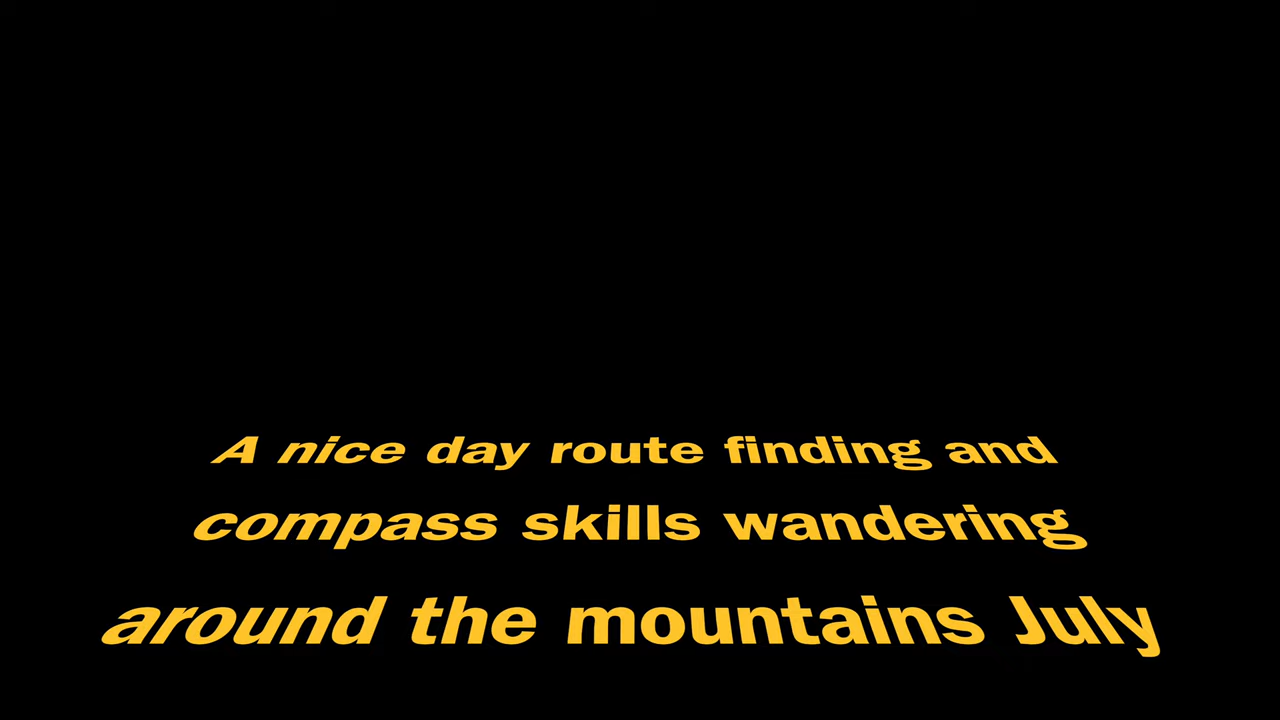 A nice day route finding and
compass skills wandering
around the mountains July